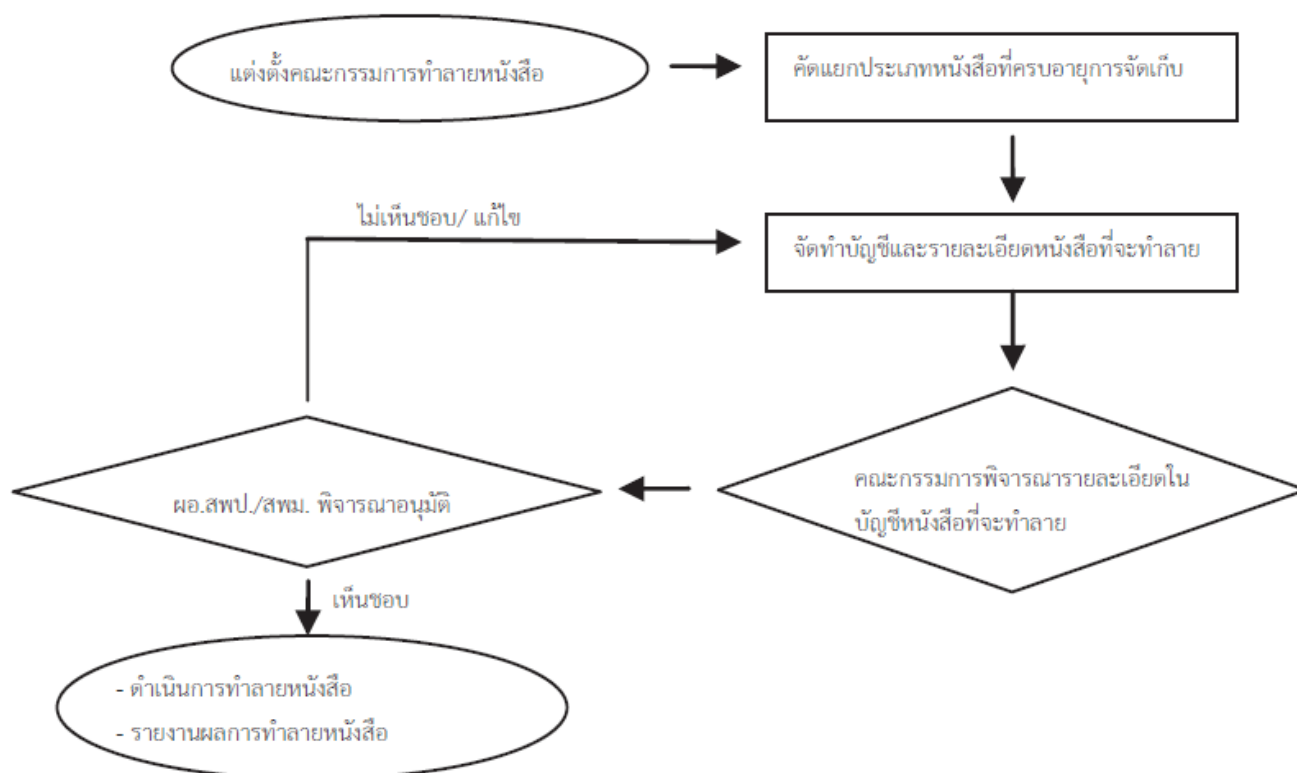 แต่งตั้งคณะกรรมการทำลายหนังสือ
คัดแยกประเภทหนังสือที่ครบอายุการจัดเก็บ
ไม่เห็นชอบ/ แก้ไข
จัดทำบัญชีและรายละเอียดหนังสือที่จะทำลาย
คณะกรรมการพิจารณารายละเอียดใน
บัญชีหนังสือที่จะทำลาย
ผอ.สพป./สพม. พิจารณาอนุมัติ
เห็นชอบ
- ดำเนินการทำลายหนังสือ
- รายงานผลการทำลายหนังสือ